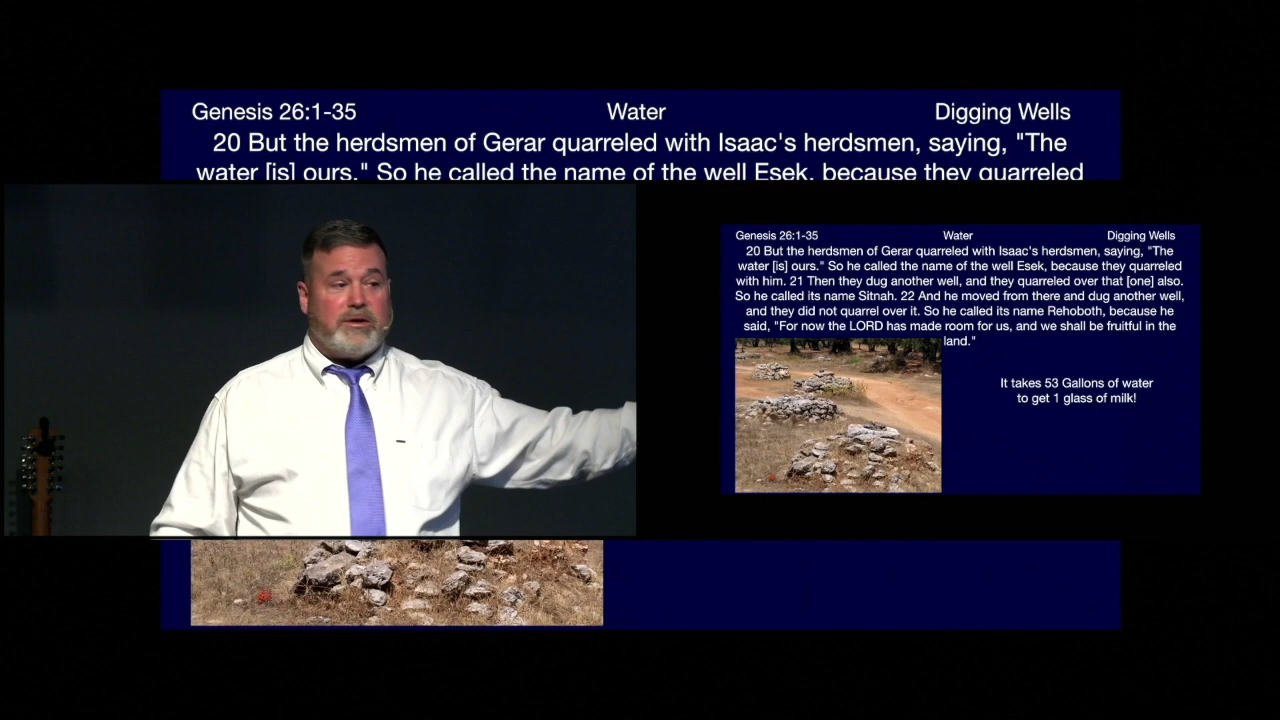 Genesis 26:1-35 Water Digging Wells
20 But the herdsmen of Gerar quarreled with Isaac's herdsmen, saying, "The
water [is] ours." So he called the name of the well Esek, because they quarreled
Genesis 26:1-35 Water Digging Wells
20 But the herdsmen of Gerar quarreled with Isaac's herdsmen, saying, "The
water [is] ours." So he called the name of the well Esek, because they quarreled
with him. 21 Then they dug another well, and they quarreled over that [one] also.
So he called its name Sitnah. 22 And he moved from there and dug another well,
and they did not quarrel over it. So he called its name Rehoboth, because he
said, "For now the LORD has made room for us, and we shall be fruitful in the
land."
It takes 53 Gallons of water
to get 1 glass of milk!